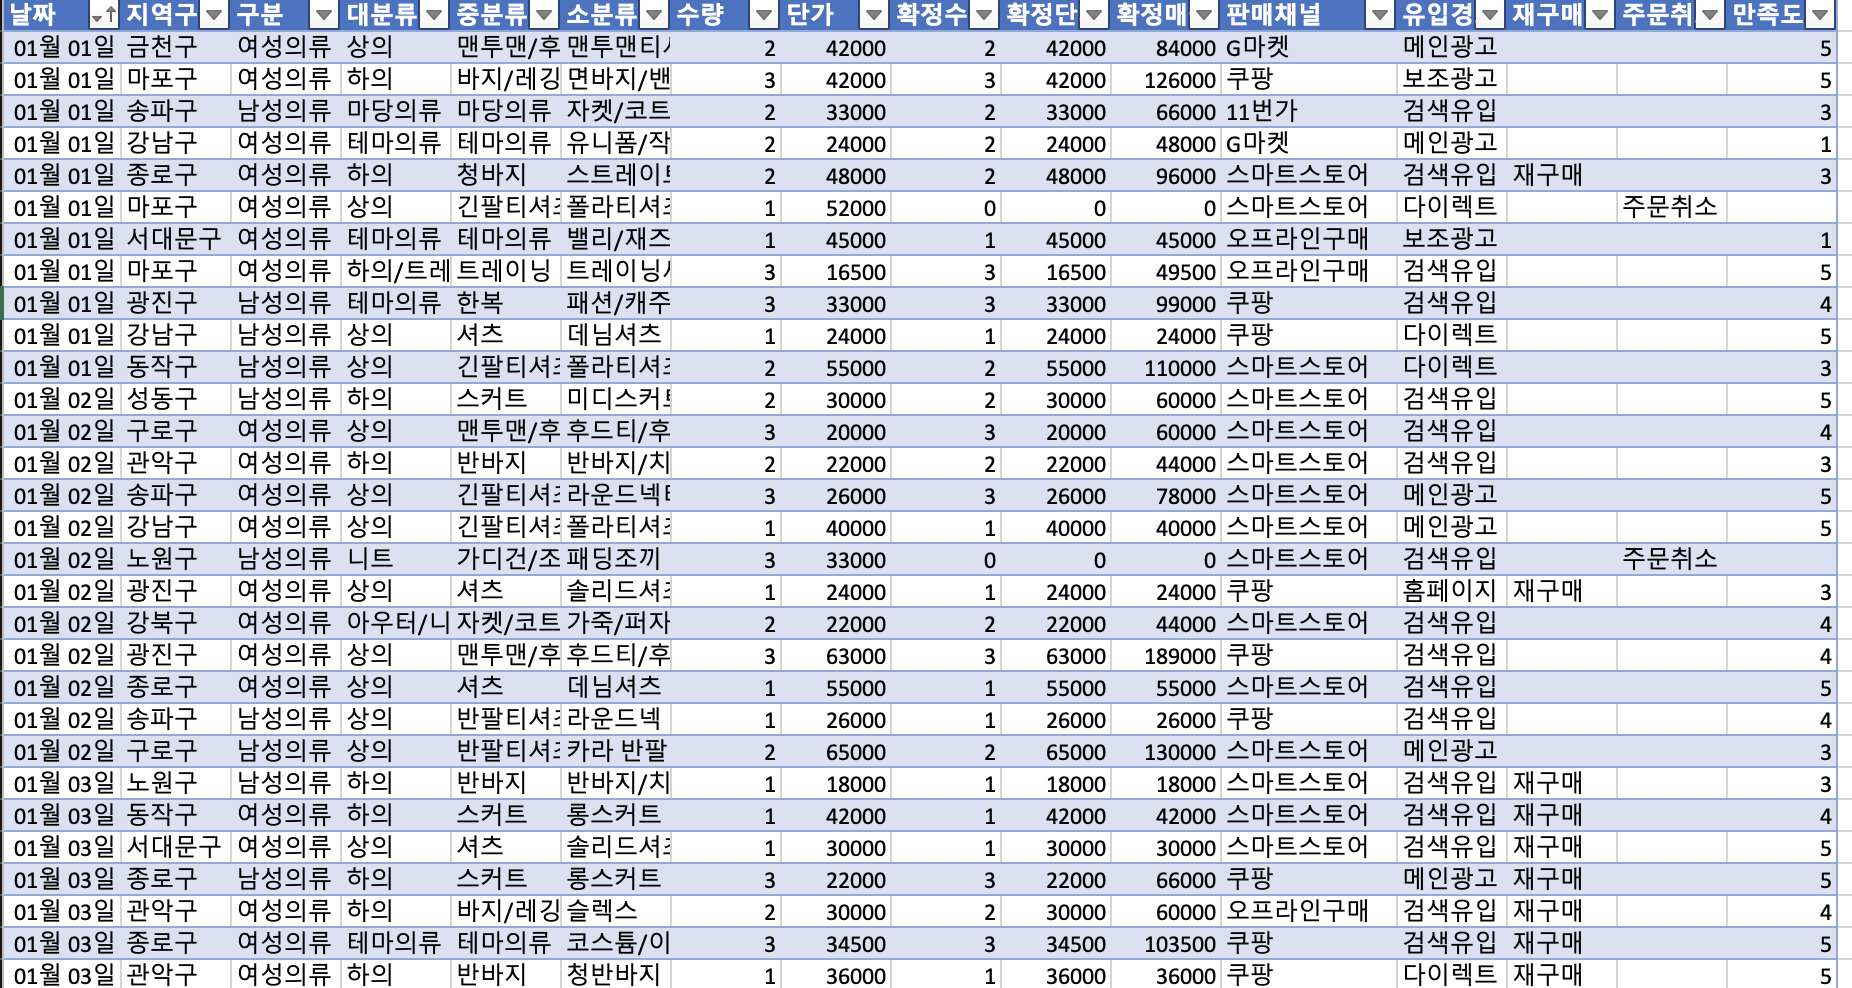 날짜 지역구 구분 대분류 중분류 소분류 수량 단가 확정수 확정단 확정매 판매채널 유입경 재구매 주문취 만족도
01월 01일 금천구 여성의류 상의 맨투맨/후 맨투맨티 2 42000 2 42000 84000 G마켓 메인광고 5
01월 01일 마포구 여성의류 하의 바지/레깅 면바지/밴 3 42000 3 42000 126000 쿠팡 보조광고 5
01월 01일 송파구 남성의류 마당의류 마당의류 자켓/코트 2 33000 2 33000 66000 11번가 검색유입 3
01월 01일 강남구 여성의류 테마의류 테마의류 유니폼/작 2 24000 2 24000 48000 G마켓 메인광고 1
01월 01일 종로구 여성의류 하의 청바지 스트레이트 2 48000 2 48000 96000 스마트스토어 검색유입 재구매 3
01월 01일 마포구 여성의류 상의 긴팔티셔츠 폴라티셔츠 1 52000 0 0 0 스마트스토어 다이렉트 주문취소
01월 01일 서대문구 여성의류 테마의류 테마의류 밸리/재즈 1 45000 1 45000 45000 오프라인구매 보조광고 1
01월 01일 마포구 여성의류 하의/트레 트레이닝 트레이닝 3 16500 3 16500 49500 오프라인구매 검색유입 5
01월 01일 광진구 남성의류 테마의류 한복 패션/캐주 3 33000 3 33000 99000 쿠팡 검색유입 4
01월 01일 강남구 남성의류 상의 셔츠 데님셔츠 1 24000 1 24000 24000 쿠팡 다이렉트 5
01월 01일 동작구 남성의류 상의 긴팔티셔츠 폴라티셔츠 2 55000 2 55000 110000 스마트스토어 다이렉트 3
01월 02일 성동구 남성의류 하의 스커트 미디스커트 2 30000 2 30000 60000 스마트스토어 검색유입 5
01월 02일 구로구 여성의류 상의 맨투맨/후 후드티/후 3 20000 3 20000 60000 스마트스토어 검색유입 4
01월 02일 관악구 여성의류 하의 반바지 반바지/치 2 22000 2 22000 44000 스마트스토어 검색유입 3
01월 02일 송파구 여성의류 상의 긴팔티셔츠 라운드넥 3 26000 3 26000 78000 스마트스토어 메인광고 5
01월 02일 강남구 여성의류 상의 긴팔티셔츠 폴라티셔츠 1 40000 1 40000 40000 스마트스토어 메인광고 5
01월 02일 노원구 남성의류 니트 가디건/조 패딩조끼 3 33000 0 0 0 스마트스토어 검색유입 주문취소
01월 02일 광진구 여성의류 상의 셔츠 솔리드셔츠 1 24000 1 24000 24000 쿠팡 홈페이지 재구매 3
01월 02일 강북구 여성의류 아우터/니 자켓/코트 가죽/퍼자 2 22000 2 22000 44000 스마트스토어 검색유입 4
01월 02일 광진구 여성의류 상의 맨투맨/후 후드티/후 3 63000 3 63000 189000 쿠팡 검색유입 4
01월 02일 종로구 여성의류 상의 셔츠 데님셔츠 1 55000 1 55000 55000 스마트스토어 검색유입 5
01월 02일 송파구 남성의류 상의 반팔티셔츠 라운드넥 1 26000 1 26000 26000 쿠팡 검색유입 4
01월 02일 구로구 남성의류 상의 반팔티셔츠 카라 반팔 2 65000 2 65000 130000 스마트스토어 메인광고 3
01월 03일 노원구 남성의류 하의 반바지 반바지/치 1 18000 1 18000 18000 스마트스토어 검색유입 재구매 3
01월 03일 동작구 여성의류 하의 스커트 롱스커트 1 42000 1 42000 42000 스마트스토어 검색유입 재구매 4
01월 03일 서대문구 여성의류 상의 셔츠 솔리드셔츠 1 30000 1 30000 30000 스마트스토어 검색유입 재구매 5
01월 03일 종로구 남성의류 하의 스커트 롱스커트 3 22000 3 22000 66000 쿠팡 메인광고 재구매 5
01월 03일 관악구 여성의류 하의 바지/레깅 슬렉스 2 30000 2 30000 60000 오프라인구매 검색유입 재구매 4
01월 03일 종로구 여성의류 테마의류 테마의류 코스튬/이 3 34500 3 34500 103500 쿠팡 검색유입 재구매 5
01월 03일 관악구 여성의류 하의 반바지 청반바지 1 36000 1 36000 36000 쿠팡 다이렉트 재구매 5